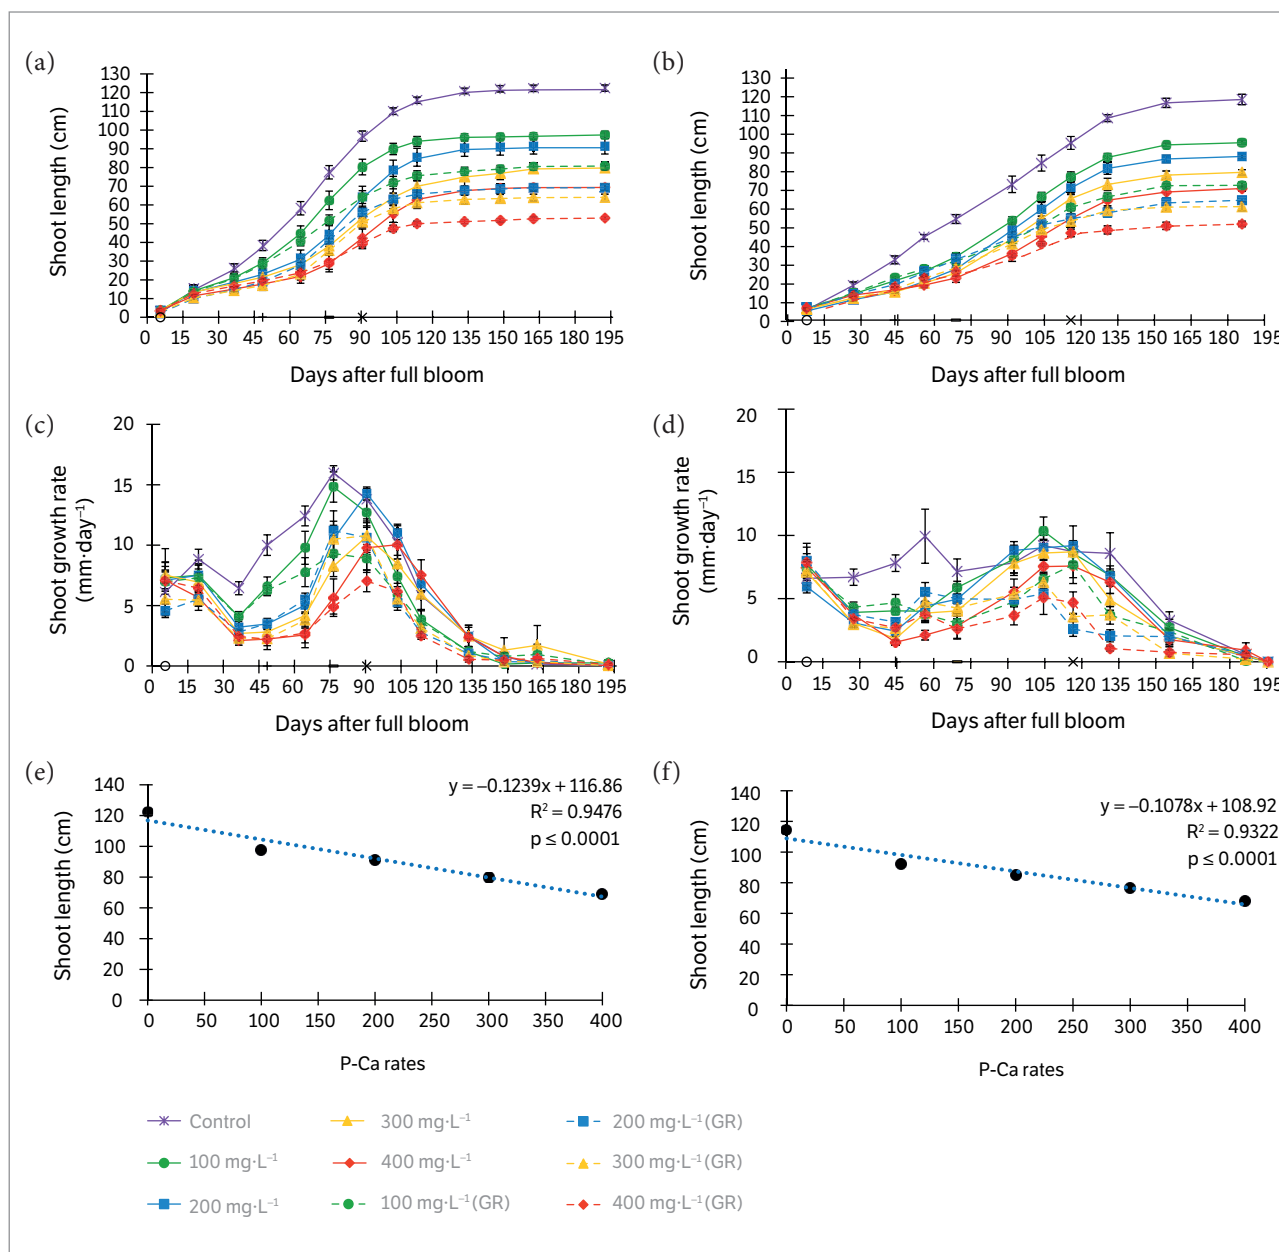 (a)
130
120
110
100
90
80
70
60
50
40
30
20
10
0
Shoot length (cm)
0 15 30 45 60 75 90 105 120 135 150 165 180 195
Days after full bloom
(b)
130
120
110
100
90
80
70
60
50
40
30
20
10
0
Shoot length (cm)
15 30 45 60 75 90 105 120 135 150 165 180 195
Days after full bloom
(c)
20
15
10
5
0
Shoot growth rate
(mm·day⁻¹)
0 15 30 45 60 75 90 105 120 135 150 165 180 195
Days after full bloom
(d)
20
15
10
5
0
Shoot growth rate
(mm·day⁻¹)
15 30 45 60 75 90 105 120 135 150 165 180 195
Days after full bloom
(e)
140
120
100
80
60
40
20
0
Shoot length (cm)
y = –0.1239x + 116.86
R² = 0.9476
p ≤ 0.0001
0 50 100 150 200 250 300 350 400
P-Ca rates
(f)
140
120
100
80
60
40
20
0
Shoot length (cm)
y = –0.1078x + 108.92
R² = 0.9322
p ≤ 0.0001
0 50 100 150 200 250 300 350 400
P-Ca rates
Control
300 mg·L⁻¹
200 mg·L⁻¹ (GR)
100 mg·L⁻¹
400 mg·L⁻¹
300 mg·L⁻¹ (GR)
200 mg·L⁻¹
100 mg·L⁻¹ (GR)
400 mg·L⁻¹ (GR)